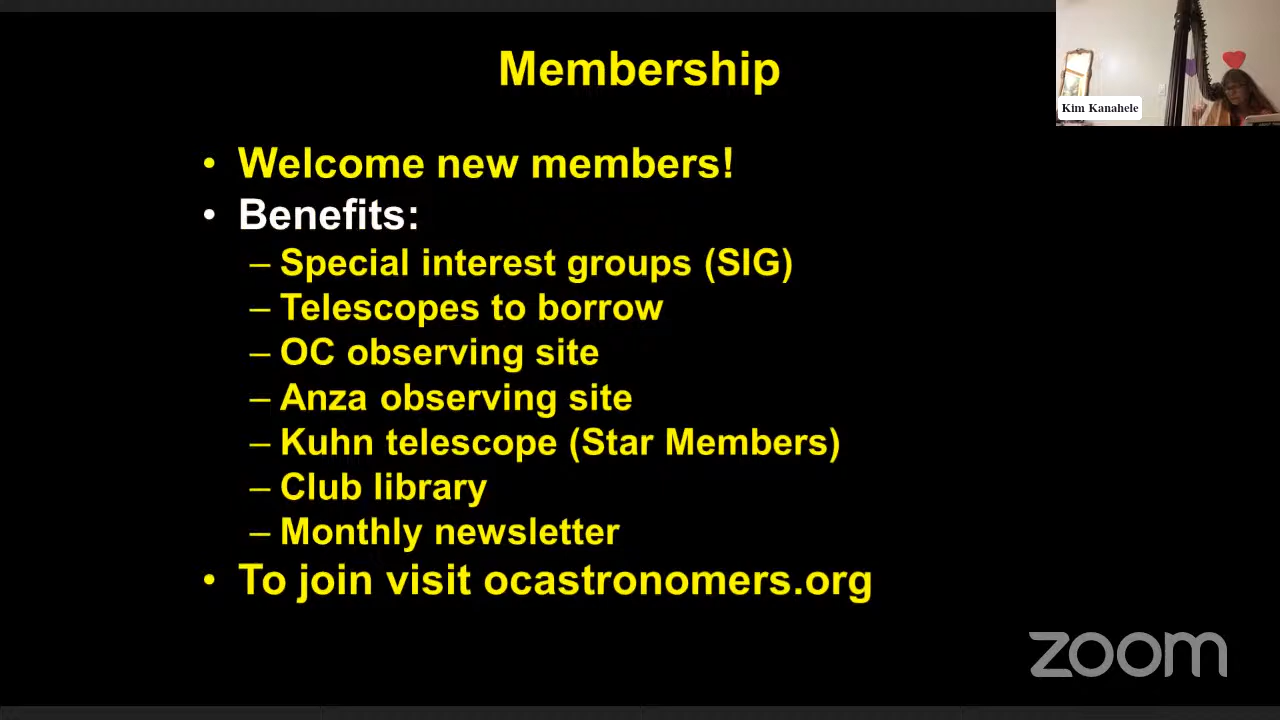 Membership
Kim Kanahele
• Welcome new members!
• Benefits:
– Special interest groups (SIG)
– Telescopes to borrow
– OC observing site
– Anza observing site
– Kuhn telescope (Star Members)
– Club library
– Monthly newsletter
• To join visit ocastronomers.org
zoom